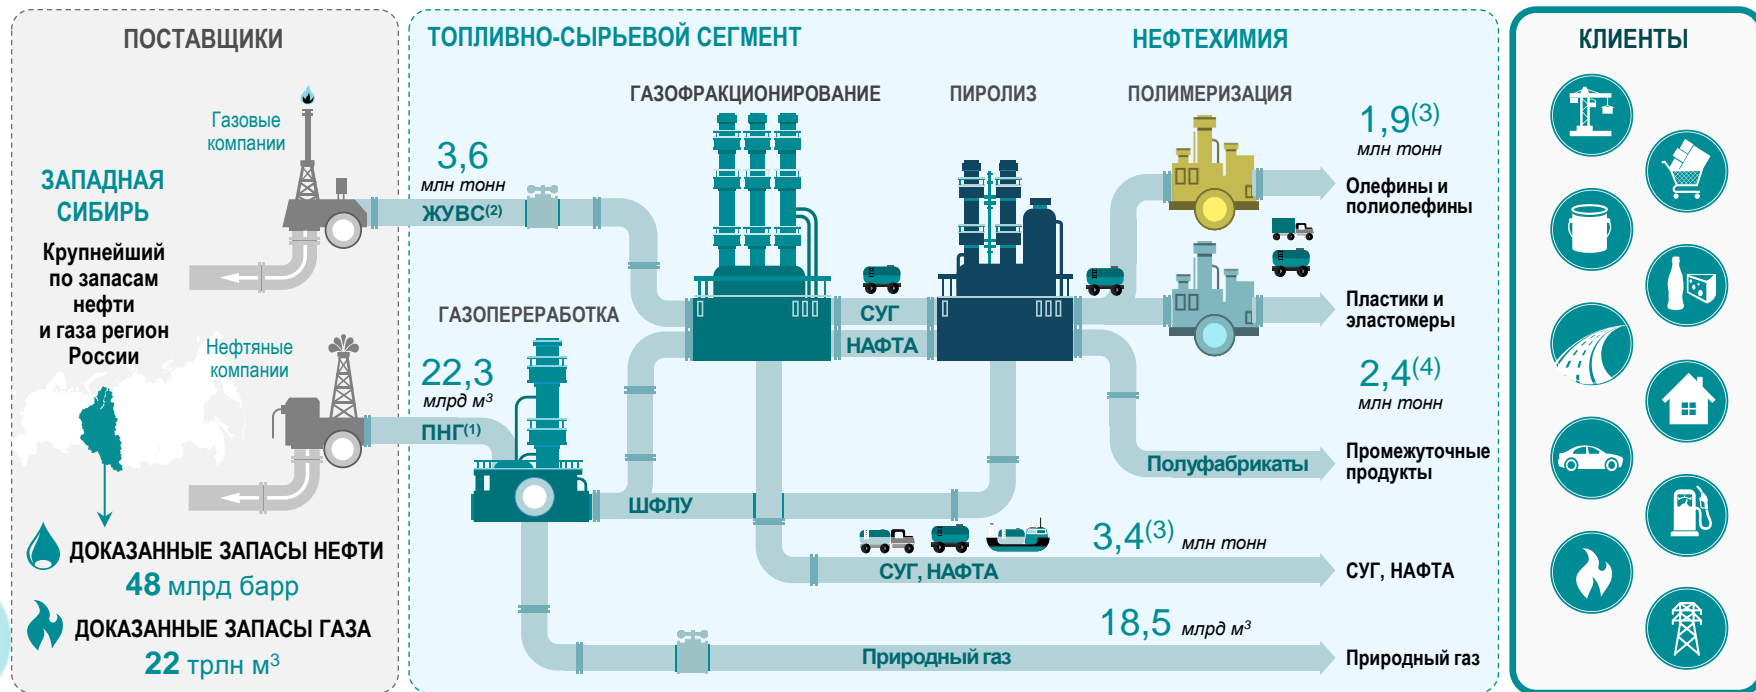 ПОСТАВЩИКИ
Газовые
компании
ЗАПАДНАЯ
СИБИРЬ
Крупнейший
по запасам
нефти
и газа регион
России
Нефтяные
компании
ДОКАЗАННЫЕ ЗАПАСЫ НЕФТИ
48 млрд барр
ДОКАЗАННЫЕ ЗАПАСЫ ГАЗА
22 трлн м³
ТОПЛИВНО-СЫРЬЕВОЙ СЕГМЕНТ
НЕФТЕХИМИЯ
ГАЗОФРАКЦИОНИРОВАНИЕ
ПИРОЛИЗ
ПОЛИМЕРИЗАЦИЯ
3,6
млн тонн
ЖУВС(2)
ГАЗОПЕРЕРАБОТКА
22,3
млрд м³
ПНГ(1)
СУГ
НАФТА
ШФЛУ
1,9(3)
млн тонн
Олефины и
полиолефины
Пластики и
эластомеры
2,4(4)
млн тонн
Полуфабрикаты
Промежуточные
продукты
3,4(3) млн тонн
СУГ, НАФТА
СУГ, НАФТА
18,5 млрд м³
Природный газ
Природный газ
КЛИЕНТЫ